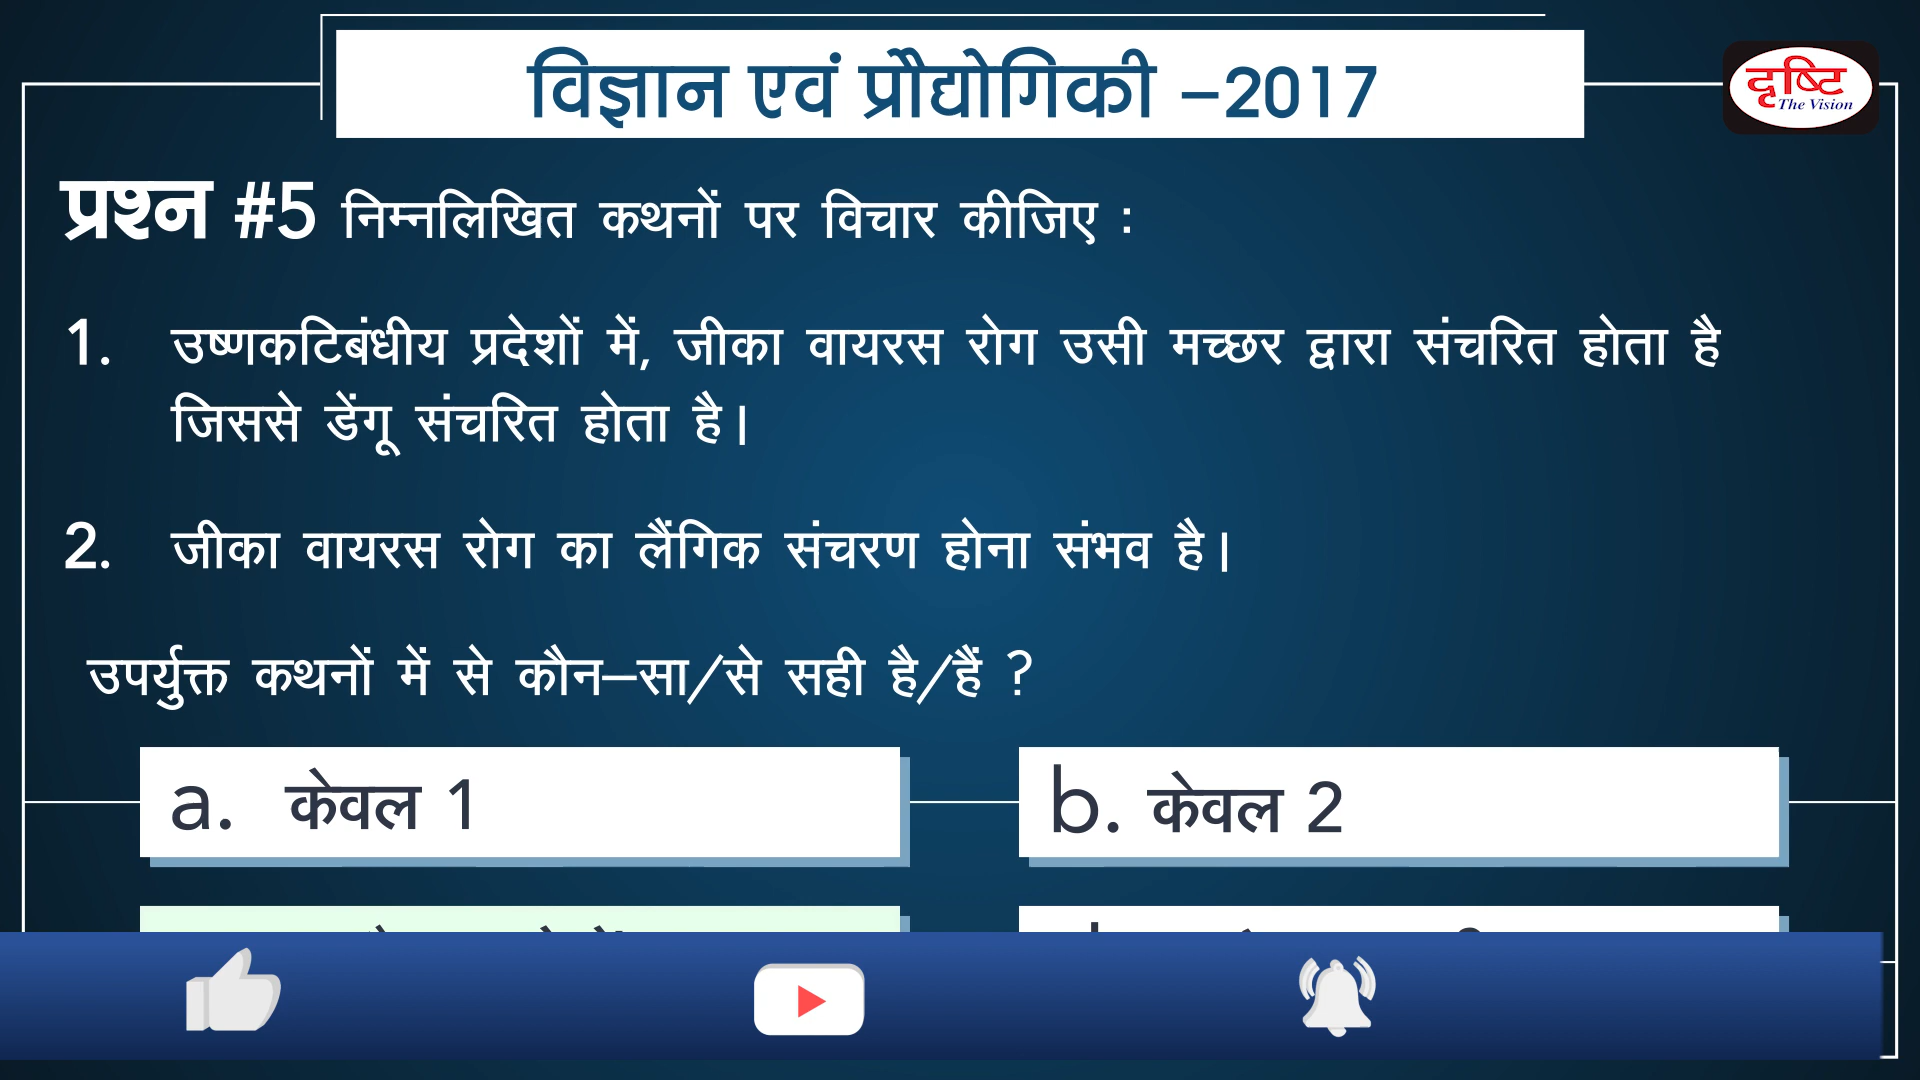 विज्ञान एवं प्रौद्योगिकी –2017
दृष्टि
The Vision
प्रश्न #5 निम्नलिखित कथनों पर विचार कीजिए :
1. उष्णकटिबंधीय प्रदेशों में, जीका वायरस रोग उसी मच्छर द्वारा संचरित होता है
जिससे डेंगू संचरित होता है।
2. जीका वायरस रोग का लैंगिक संचरण होना संभव है।
उपर्युक्त कथनों में से कौन–सा/से सही है/हैं ?
a. केवल 1
b. केवल 2